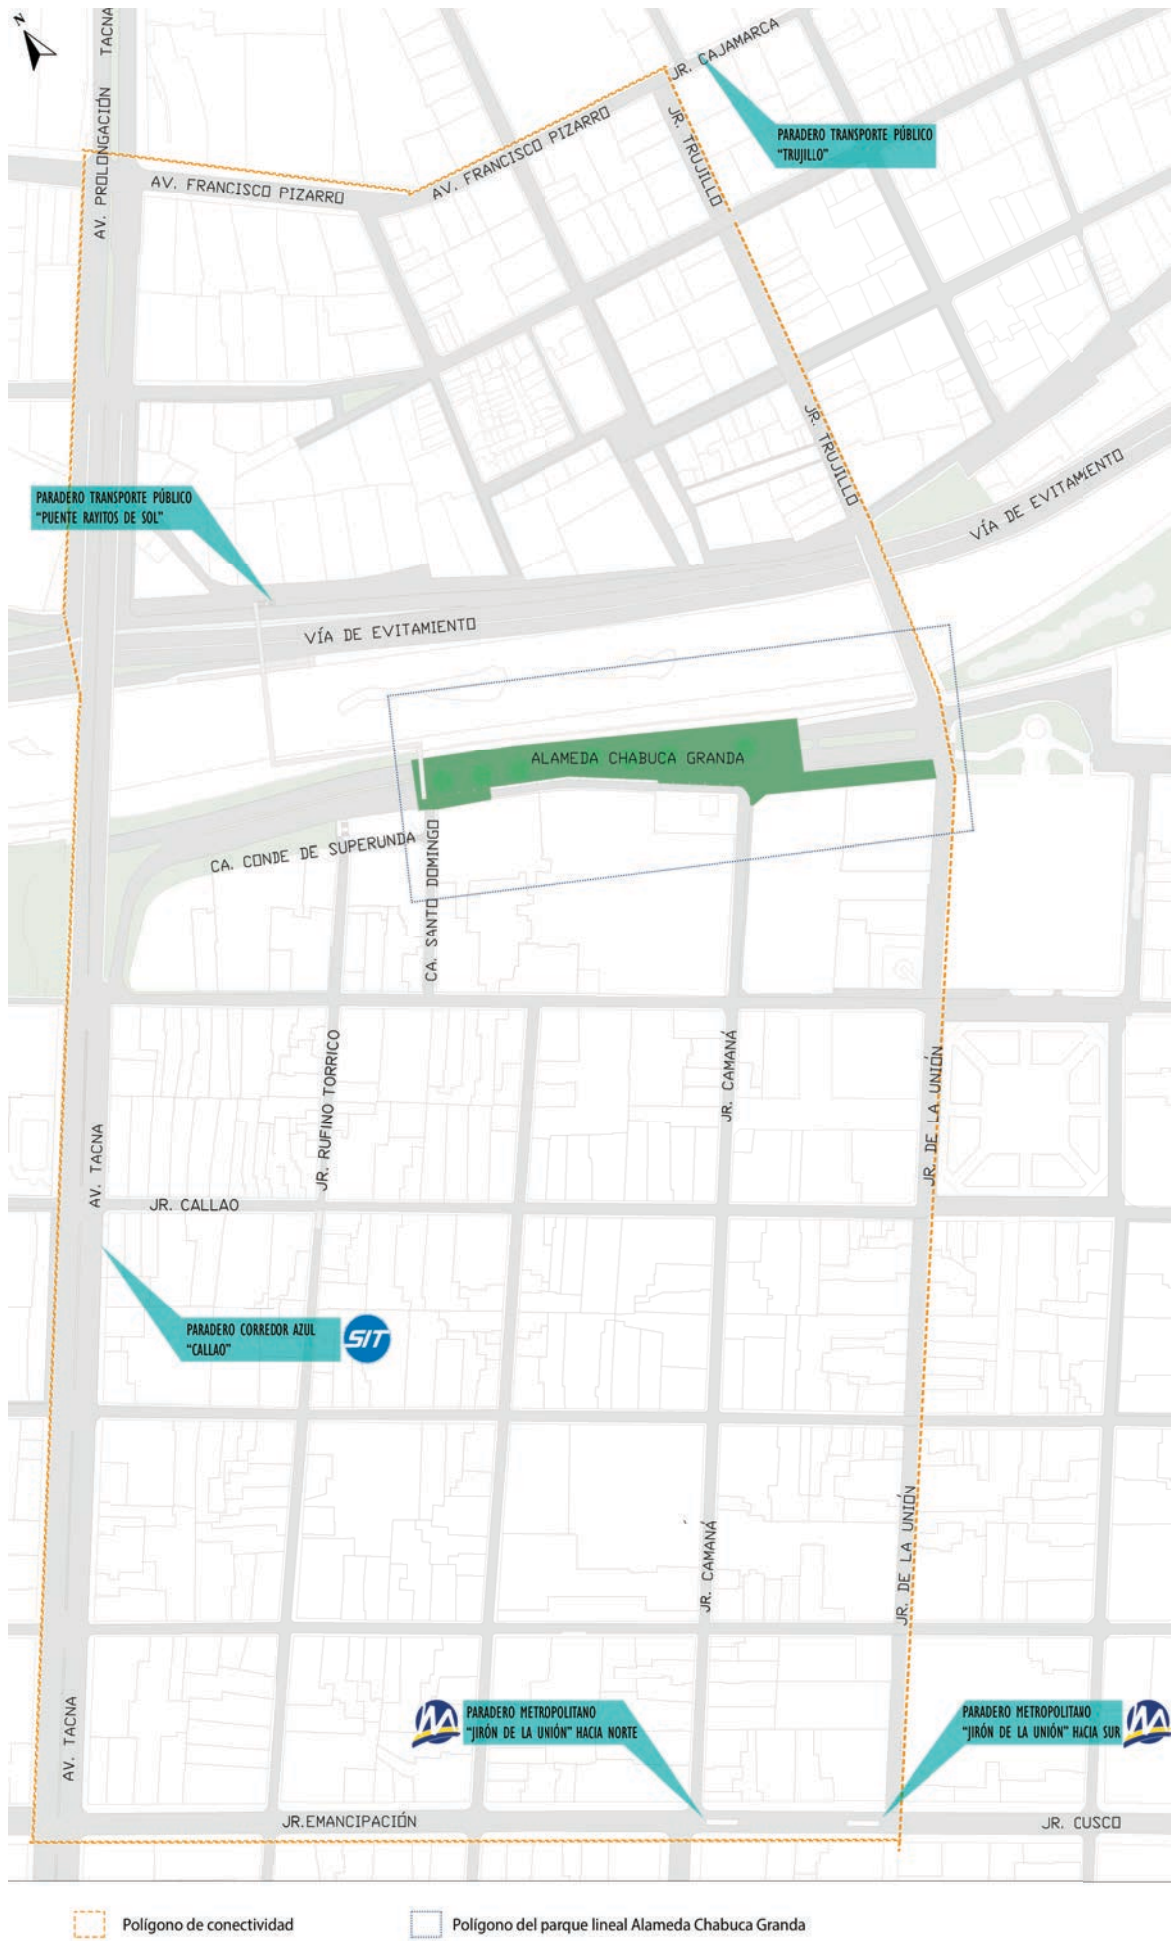 N
TACNA
AV. PROLONGACIÓN
JR. CAJAMARCA
PARADERO TRANSPORTE PÚBLICO
"TRUJILLO"
AV. FRANCISCO PIZARRO
AV. FRANCISCO PIZARRO
JR. TRUJILLO
JR. TRUJILLO
PARADERO TRANSPORTE PÚBLICO
"PUENTE RAYITOS DE SOL"
VÍA DE EVITAMIENTO
VÍA DE EVITAMIENTO
ALAMEDA CHABUCA GRANDA
CA. CONDE DE SUPERUNDA
CA. SANTO DOMINGO
JR. RUFINO TORRICO
JR. CAMANÁ
JR. DE LA UNIÓN
AV. TACNA
JR. CALLAO
PARADERO CORREDOR AZUL
"CALLAO"
SIT
JR. CAMANÁ
JR. DE LA UNIÓN
AV. TACNA
PARADERO METROPOLITANO
"JIRÓN DE LA UNIÓN" HACIA NORTE
PARADERO METROPOLITANO
"JIRÓN DE LA UNIÓN" HACIA SUR
JR.EMANCIPACIÓN
JR. CUSCO
Polígono de conectividad
Polígono del parque lineal Alameda Chabuca Granda